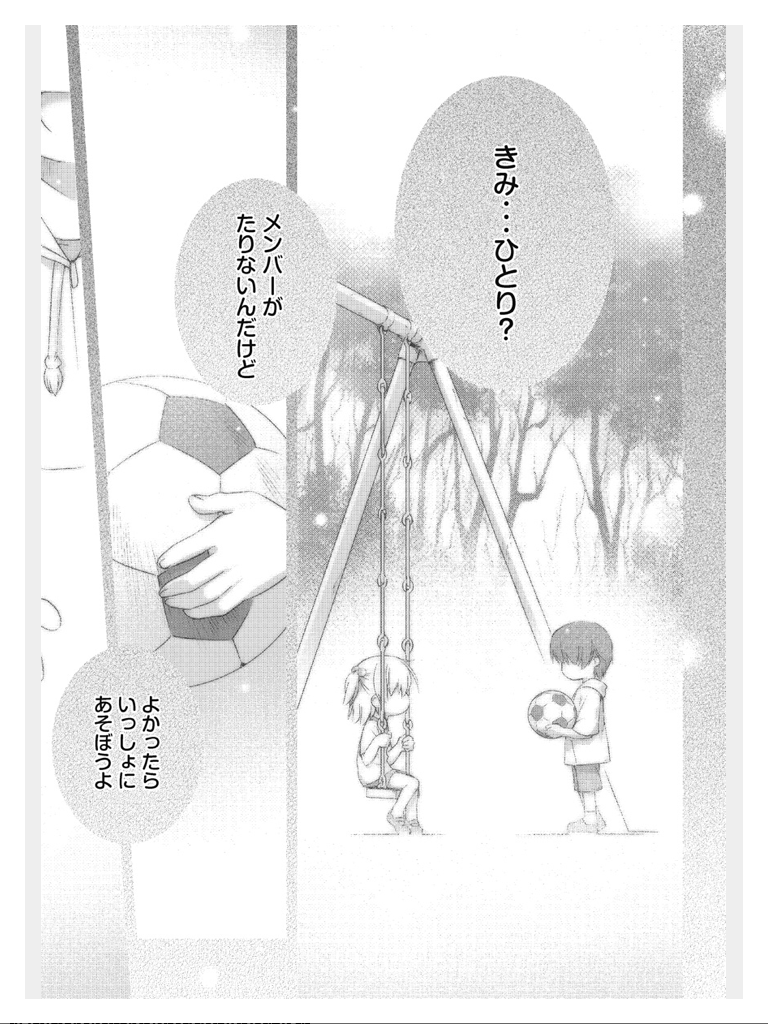 きみ･･･ひとり?
メンバーが
たりないんだけど
よかったら
いっしょに
あそぼうよ